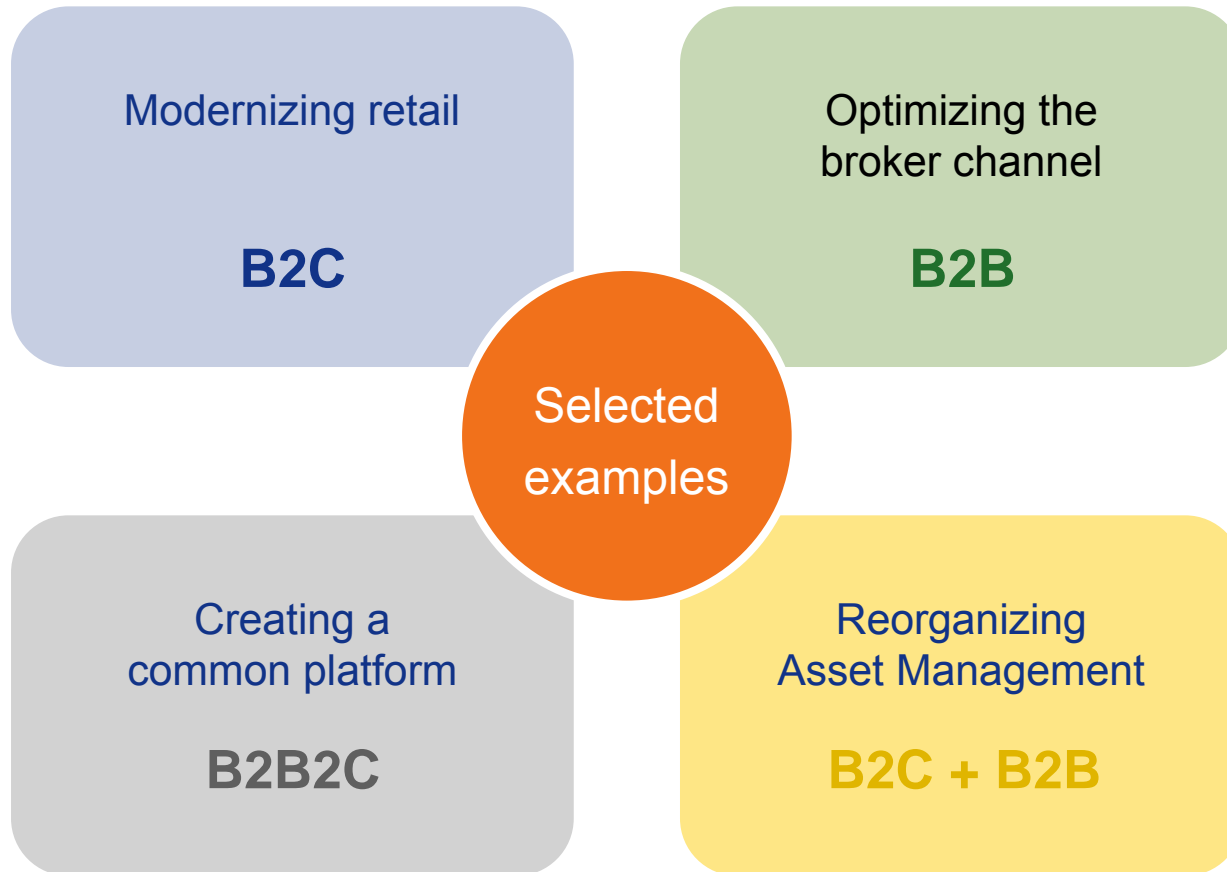 Modernizing retail
B2C
Optimizing the
broker channel
B2B
Selected
examples
Creating a
common platform
B2B2C
Reorganizing
Asset Management
B2C + B2B